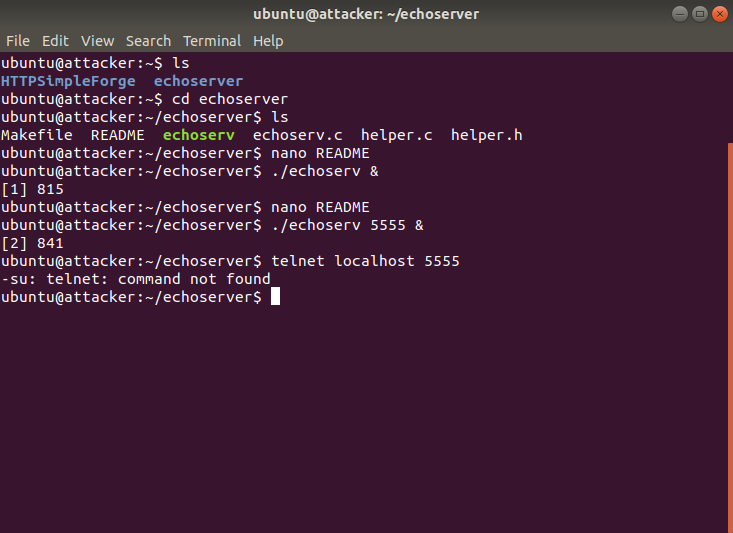 ubuntu@attacker: ~/echoserver
File Edit View Search Terminal Help
ubuntu@attacker:~$ ls
HTTPSimpleForge  echoserver
ubuntu@attacker:~$ cd echoserver
ubuntu@attacker:~/echoserver$ ls
Makefile  README  echoserv  echoserv.c  helper.c  helper.h
ubuntu@attacker:~/echoserver$ nano README
ubuntu@attacker:~/echoserver$ ./echoserv &
[1] 815
ubuntu@attacker:~/echoserver$ nano README
ubuntu@attacker:~/echoserver$ ./echoserv 5555 &
[2] 841
ubuntu@attacker:~/echoserver$ telnet localhost 5555
-su: telnet: command not found
ubuntu@attacker:~/echoserver$